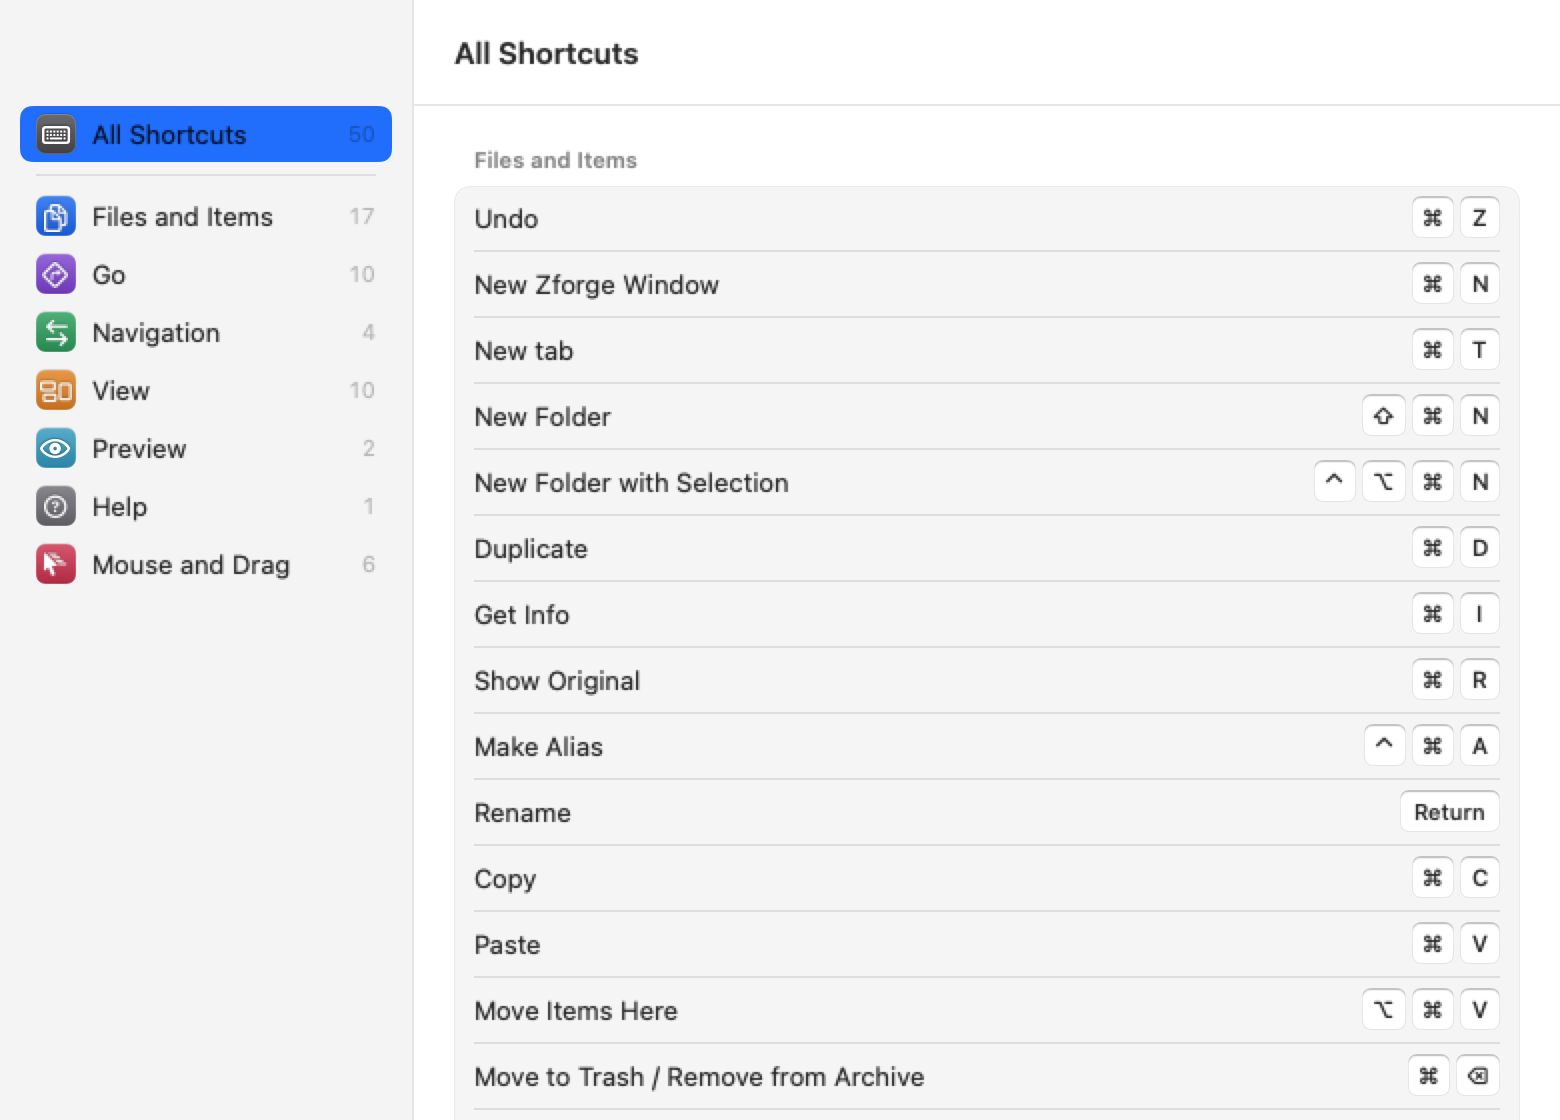 All Shortcuts
All Shortcuts 50
Files and Items 17
Go 10
Navigation 4
View 10
Preview 2
Help 1
Mouse and Drag 6
Files and Items
Undo ⌘ Z
New Zforge Window ⌘ N
New tab ⌘ T
New Folder ⇧ ⌘ N
New Folder with Selection ^ ⌥ ⌘ N
Duplicate ⌘ D
Get Info ⌘ I
Show Original ⌘ R
Make Alias ^ ⌘ A
Rename Return
Copy ⌘ C
Paste ⌘ V
Move Items Here ⌥ ⌘ V
Move to Trash / Remove from Archive ⌘ ⌫